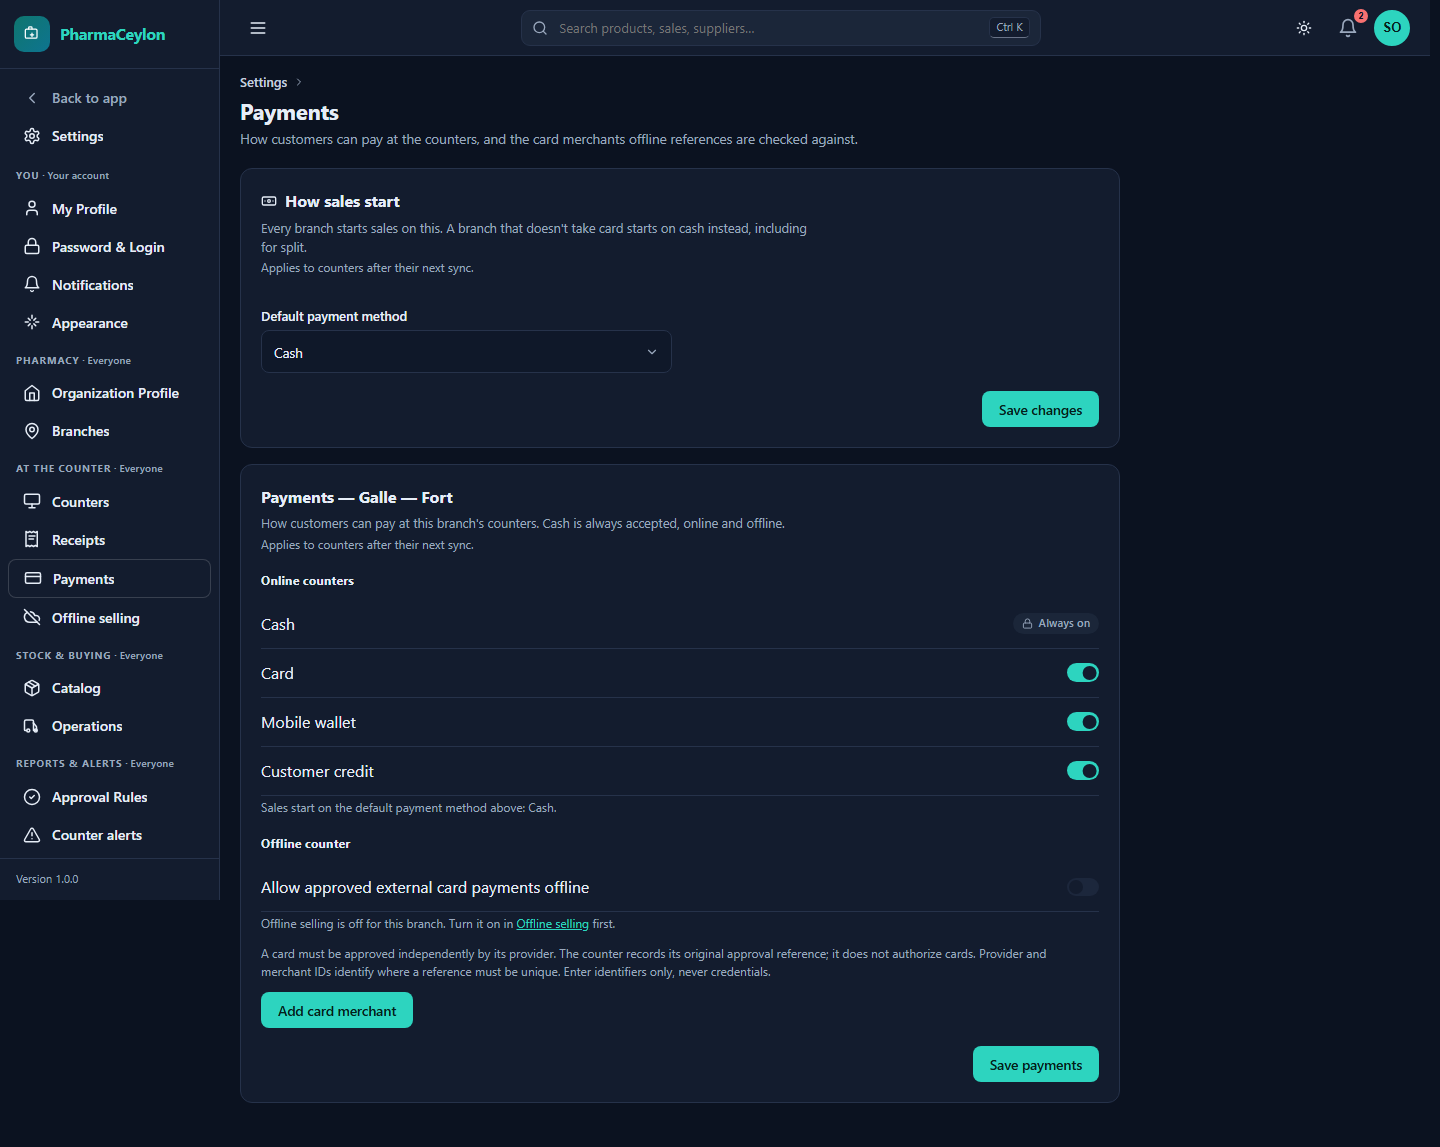 PharmaCeylon
Search products, sales, suppliers...
Ctrl K
2
SO
Back to app
Settings
YOU · Your account
My Profile
Password & Login
Notifications
Appearance
PHARMACY · Everyone
Organization Profile
Branches
AT THE COUNTER · Everyone
Counters
Receipts
Payments
Offline selling
STOCK & BUYING · Everyone
Catalog
Operations
REPORTS & ALERTS · Everyone
Approval Rules
Counter alerts
Version 1.0.0
Settings
Payments
How customers can pay at the counters, and the card merchants offline references are checked against.
How sales start
Every branch starts sales on this. A branch that doesn't take card starts on cash instead, including
for split.
Applies to counters after their next sync.
Default payment method
Cash
Save changes
Payments — Galle — Fort
How customers can pay at this branch's counters. Cash is always accepted, online and offline.
Applies to counters after their next sync.
Online counters
Cash
Always on
Card
Mobile wallet
Customer credit
Sales start on the default payment method above: Cash.
Offline counter
Allow approved external card payments offline
Offline selling is off for this branch. Turn it on in Offline selling first.
A card must be approved independently by its provider. The counter records its original approval reference; it does not authorize cards. Provider and
merchant IDs identify where a reference must be unique. Enter identifiers only, never credentials.
Add card merchant
Save payments